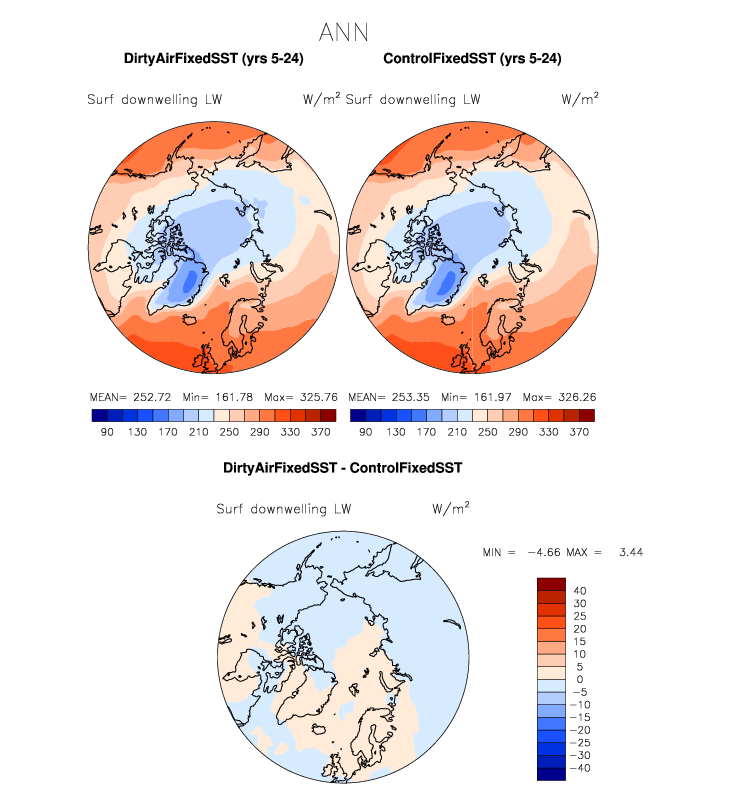 ANN
DirtyAirFixedSST (yrs 5-24) ControlFixedSST (yrs 5-24)
Surf downwelling LW W/m² Surf downwelling LW W/m²
MEAN= 252.72 Min= 161.78 Max= 325.76 MEAN= 253.35 Min= 161.97 Max= 326.26
90 130 170 210 250 290 330 370 90 130 170 210 250 290 330 370
DirtyAirFixedSST - ControlFixedSST
Surf downwelling LW W/m²
MIN = -4.66 MAX = 3.44
40
30
25
20
15
10
5
0
-5
-10
-15
-20
-25
-30
-40